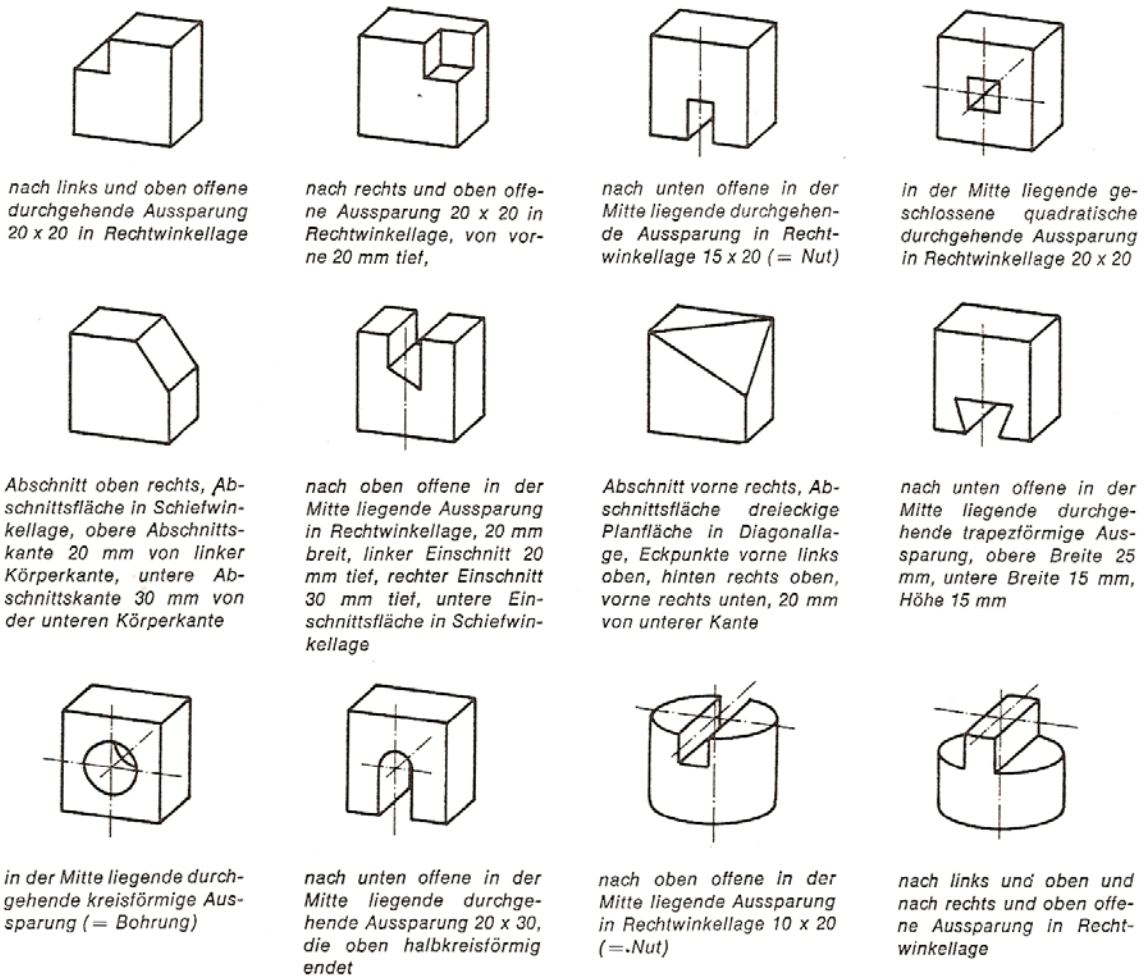 nach links und oben offene
durchgehende Aussparung
20 x 20 in Rechtwinkellage
nach rechts und oben offe-
ne Aussparung 20 x 20 in
Rechtwinkellage, von vor-
ne 20 mm tief,
nach unten offene in der
Mitte liegende durchgehen-
de Aussparung in Recht-
winkellage 15 x 20 (= Nut)
in der Mitte liegende ge-
schlossene quadratische
durchgehende Aussparung
in Rechtwinkellage 20 x 20
Abschnitt oben rechts, Ab-
schnittsfläche in Schiefwin-
kellage, obere Abschnitts-
kante 20 mm von linker
Körperkante, untere Ab-
schnittskante 30 mm von
der unteren Körperkante
nach oben offene in der
Mitte liegende Aussparung
in Rechtwinkellage, 20 mm
breit, linker Einschnitt 20
mm tief, rechter Einschnitt
30 mm tief, untere Ein-
schnittsfläche in Schiefwin-
kellage
Abschnitt vorne rechts, Ab-
schnittsfläche dreieckige
Planfläche in Diagonalla-
ge, Eckpunkte vorne links
oben, hinten rechts oben,
vorne rechts unten, 20 mm
von unterer Kante
nach unten offene in der
Mitte liegende durchge-
hende trapezförmige Aus-
sparung, obere Breite 25
mm, untere Breite 15 mm,
Höhe 15 mm
in der Mitte liegende durch-
gehende kreisförmige Aus-
sparung (= Bohrung)
nach unten offene in der
Mitte liegende durchge-
hende Aussparung 20 x 30,
die oben halbkreisförmig
endet
nach oben offene in der
Mitte liegende Aussparung
in Rechtwinkellage 10 x 20
(= Nut)
nach links und oben und
nach rechts und oben offe-
ne Aussparung in Recht-
winkellage